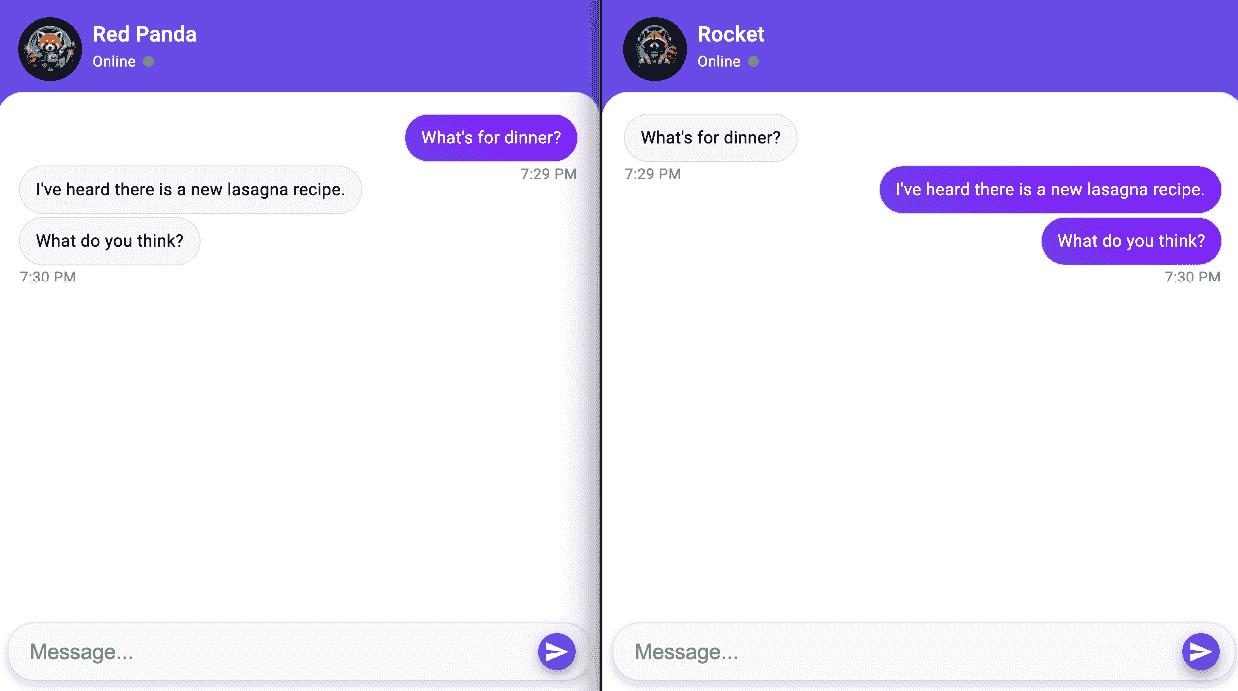 Red Panda
Online
What's for dinner?
7:29 PM
I've heard there is a new lasagna recipe.
What do you think?
7:30 PM
Message...
Rocket
Online
What's for dinner?
7:29 PM
I've heard there is a new lasagna recipe.
What do you think?
7:30 PM
Message...